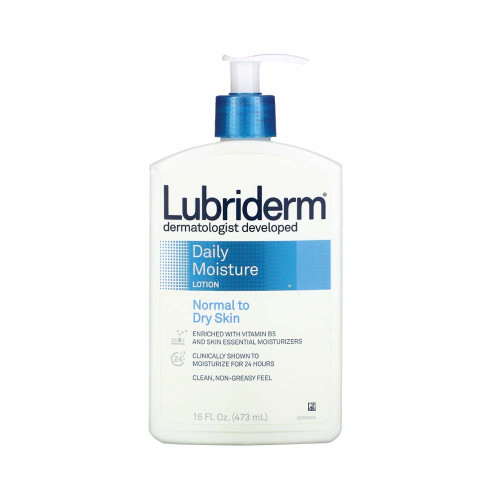 Lubriderm®
dermatologist developed
Daily
Moisture
LOTION
Normal to
Dry Skin
ENRICHED WITH VITAMIN B5
AND SKIN ESSENTIAL MOISTURIZERS
24
CLINICALLY SHOWN TO
MOISTURIZE FOR 24 HOURS
CLEAN, NON-GREASY FEEL
16 FL Oz. (473 mL)